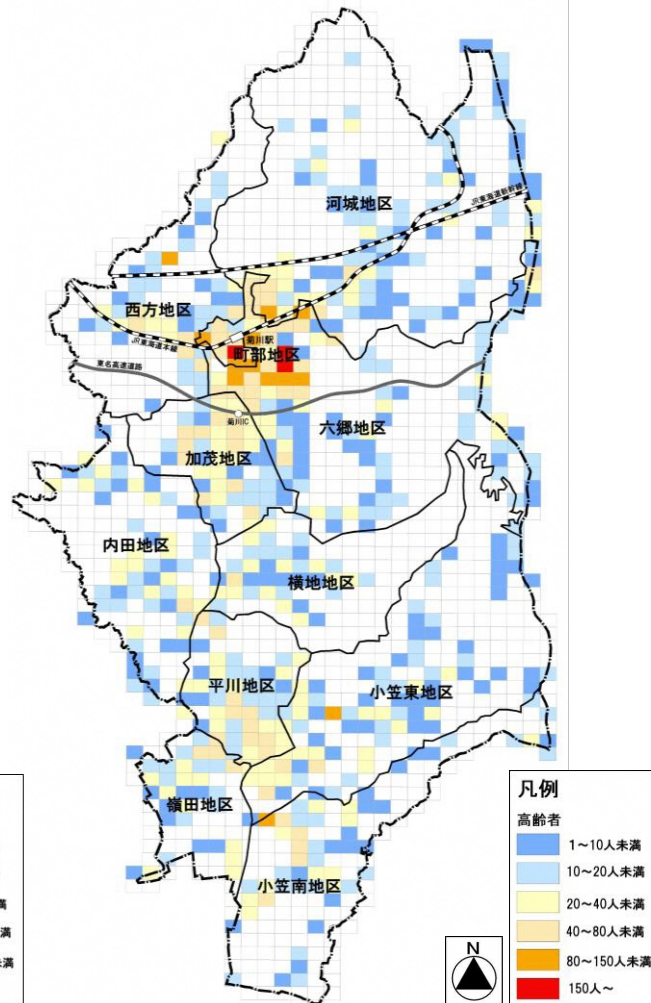 河城地区
JR東海道新幹線
西方地区
JR東海道本線
菊川駅
町部地区
東名高速道路
菊川IC
六郷地区
加茂地区
内田地区
横地地区
平川地区
小笠東地区
嶺田地区
小笠南地区
満
満
未満
N
凡例
高齢者
1~10人未満
10~20人未満
20~40人未満
40~80人未満
80~150人未満
150人~